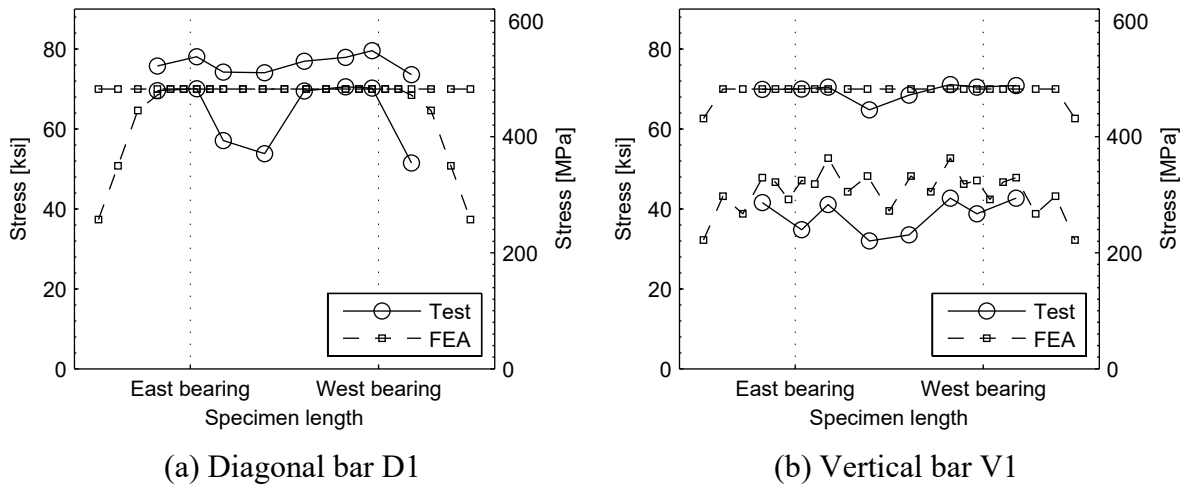 80
60
40
20
0
Stress [ksi]
600
400
200
0
Stress [MPa]
Test
FEA
East bearing
West bearing
Specimen length
(a) Diagonal bar D1
80
60
40
20
0
Stress [ksi]
600
400
200
0
Stress [MPa]
Test
FEA
East bearing
West bearing
Specimen length
(b) Vertical bar V1